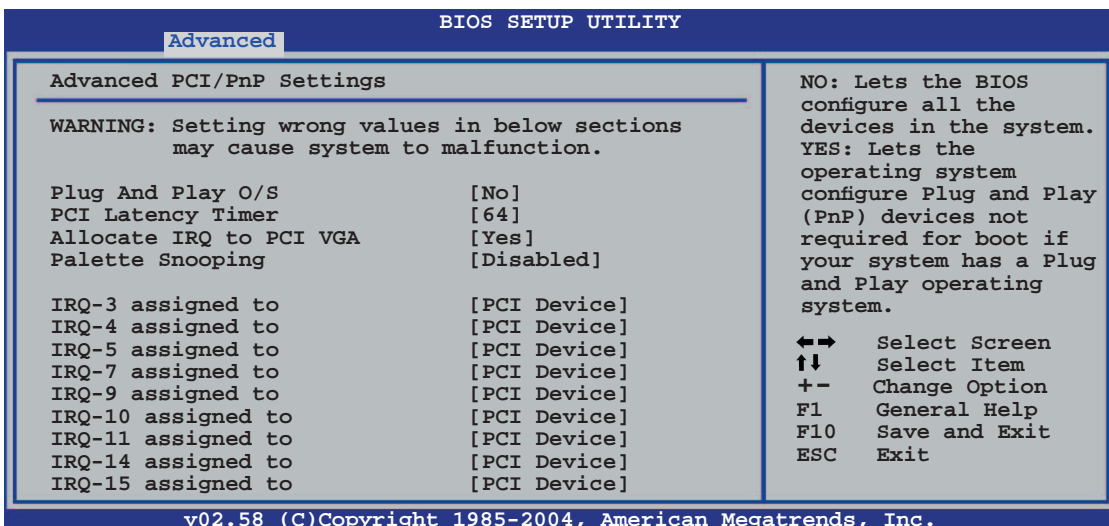 BIOS SETUP UTILITY
Advanced
Advanced PCI/PnP Settings
WARNING: Setting wrong values in below sections
may cause system to malfunction.
Plug And Play O/S [No]
PCI Latency Timer [64]
Allocate IRQ to PCI VGA [Yes]
Palette Snooping [Disabled]
IRQ-3 assigned to [PCI Device]
IRQ-4 assigned to [PCI Device]
IRQ-5 assigned to [PCI Device]
IRQ-7 assigned to [PCI Device]
IRQ-9 assigned to [PCI Device]
IRQ-10 assigned to [PCI Device]
IRQ-11 assigned to [PCI Device]
IRQ-14 assigned to [PCI Device]
IRQ-15 assigned to [PCI Device]
NO: Lets the BIOS
configure all the
devices in the system.
YES: Lets the
operating system
configure Plug and Play
(PnP) devices not
required for boot if
your system has a Plug
and Play operating
system.
←→ Select Screen
↑↓ Select Item
+- Change Option
F1 General Help
F10 Save and Exit
ESC Exit
v02.58 (C)Copyright 1985-2004, American Megatrends, Inc.